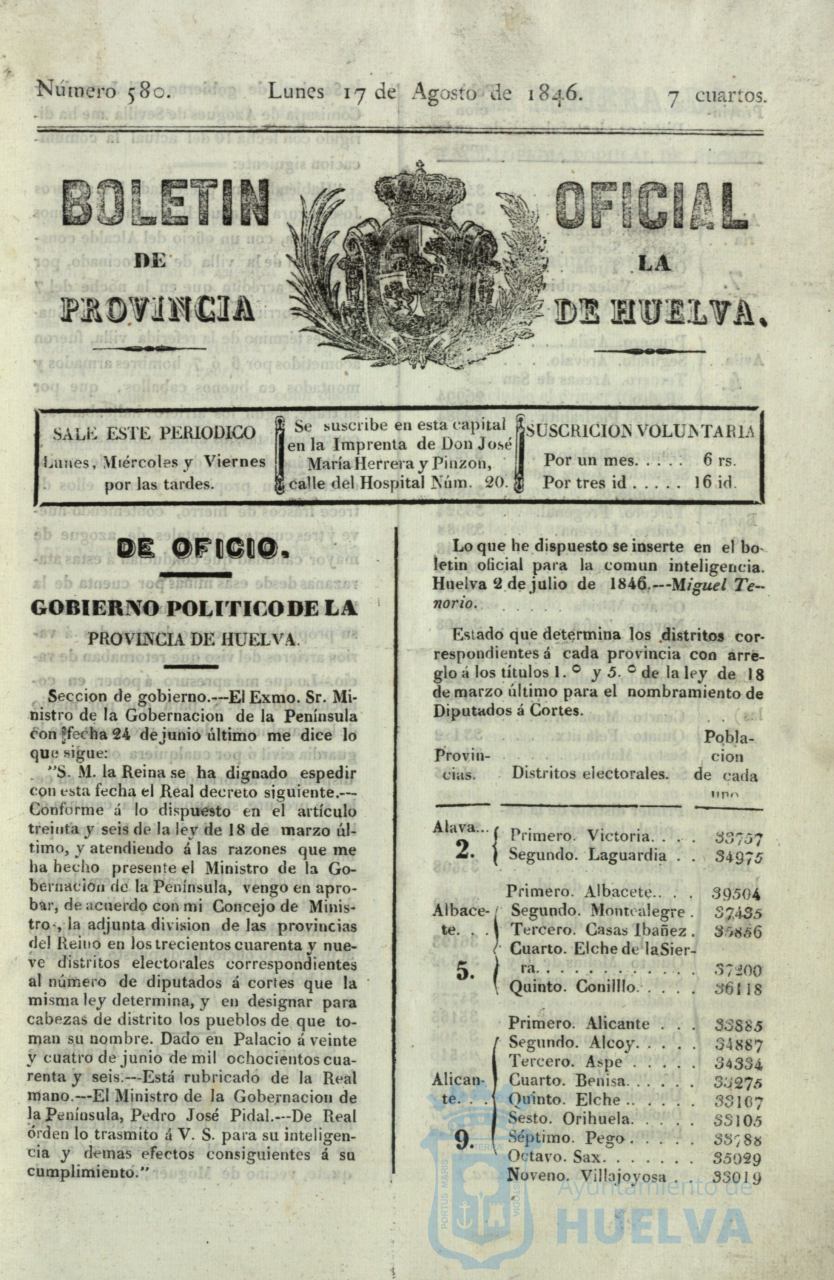 Número 580.
Lunes 17 de Agosto de 1846.
7 cuartos.
BOLETIN OFICIAL
DE LA
PROVINCIA DE HUELVA.
SALE ESTE PERIODICO
Lunes, Miércoles y Viernes
por las tardes.
Se suscribe en esta capital
en la Imprenta de Don José
María Herrera y Pinzon,
calle del Hospital Núm. 20.
SUSCRICION VOLUNTARIA
Por un mes. . . . . 6 rs.
Por tres id . . . . . 16 id.
DE OFICIO.
GOBIERNO POLITICO DE LA
PROVINCIA DE HUELVA.
Seccion de gobierno.---El Exmo. Sr. Mi-
nistro de la Gobernacion de la Península
con fecha 24 de junio último me dice lo
que sigue:
"S. M. la Reina se ha dignado espedir
con esta fecha el Real decreto siguiente.---
Conforme á lo dispuesto en el artículo
treinta y seis de la ley de 18 de marzo úl-
timo, y atendiendo á las razones que me
ha hecho presente el Ministro de la Go-
bernacion de la Península, vengo en apro-
bar, de acuerdo con mi Concejo de Minis-
tro , la adjunta division de las provincias
del Reino en los trecientos cuarenta y nue-
ve distritos electorales correspondientes
al número de diputados á cortes que la
misma ley determina, y en designar para
cabezas de distrito los pueblos de que to-
man su nombre. Dado en Palacio á veinte
y cuatro de junio de mil ochocientos cua-
renta y seis.---Está rubricado de la Real
mano.---El Ministro de la Gobernacion de
la Península, Pedro José Pidal.---De Real
órden lo trasmito á V. S. para su inteligen-
cia y demas efectos consiguientes á su
cumplimiento."
Lo que he dispuesto se inserte en el bo-
letin oficial para la comun inteligencia.
Huelva 2 de julio de 1846.---Miguel Te-
norio.
Estado que determina los distritos cor-
respondientes á cada provincia con arre-
glo á los títulos 1.º y 5.º de la ley de 18
de marzo último para el nombramiento de
Diputados á Cortes.
Provin-
cias.
Distritos electorales.
Pobla-
cion
de cada
uno
Alava...
2.
Primero. Victoria. . . . 33757
Segundo. Laguardia . . 34975
Albace-
te. . .
5.
Primero. Albacete.. . . 39504
Segundo. Montealegre . 37435
Tercero. Casas Ibañez . 35856
Cuarto. Elche de la Sier-
ra. . . . . . . . . . . . 37200
Quinto. Conilllo. . . . . 36118
Alican-
te. . .
9.
Primero. Alicante . . . 33885
Segundo. Alcoy. . . . . 34887
Tercero. Aspe . . . . . 34334
Cuarto. Benisa. . . . . . 33275
Quinto. Elche . . . . . . 33167
Sesto. Orihuela. . . . . 33105
Séptimo. Pego . . . . . 33788
Octavo. Sax. . . . . . . 35029
Noveno. Villajoyosa . . 33019
PORTUS MARIS
Ayuntamiento de
HUELVA